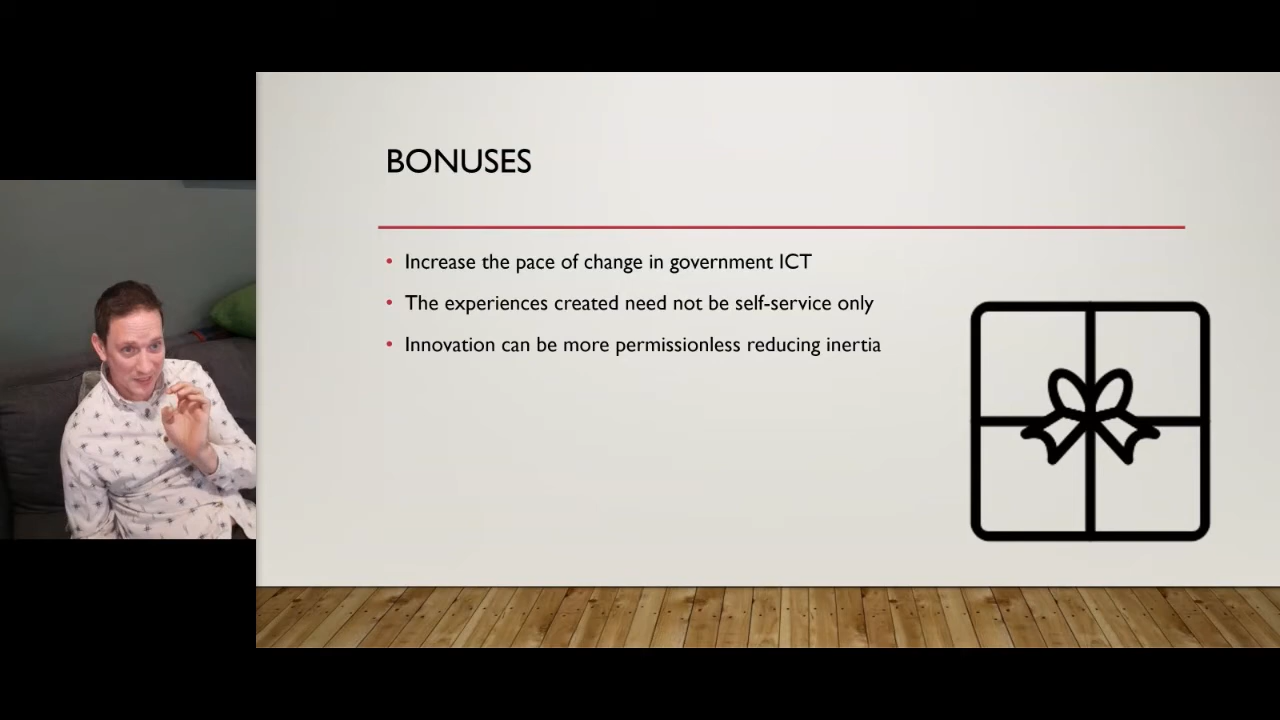 BONUSES
• Increase the pace of change in government ICT
• The experiences created need not be self-service only
• Innovation can be more permissionless reducing inertia